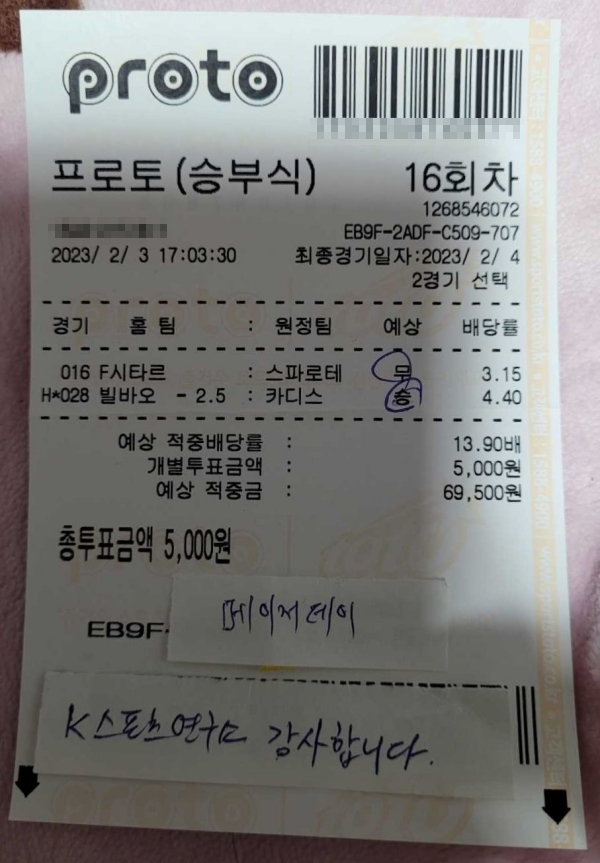 proto
프로토(승부식) 16회차
1268546072
EB9F-2ADF-C509-707
2023/ 2/ 3 17:03:30 최종경기일자:2023/ 2/ 4
2경기 선택
경기 홈 팀 : 원정팀 예상 배당률
016 F시타르 : 스파로테 무 3.15
H*028 빌바오 - 2.5 : 카디스 승 4.40
예상 적중배당률 : 13.90배
개별투표금액 : 5,000원
예상 적중금 : 69,500원
총투표금액 5,000원
메이저데이
EB9F-
K스포츠연구소 감사합니다.